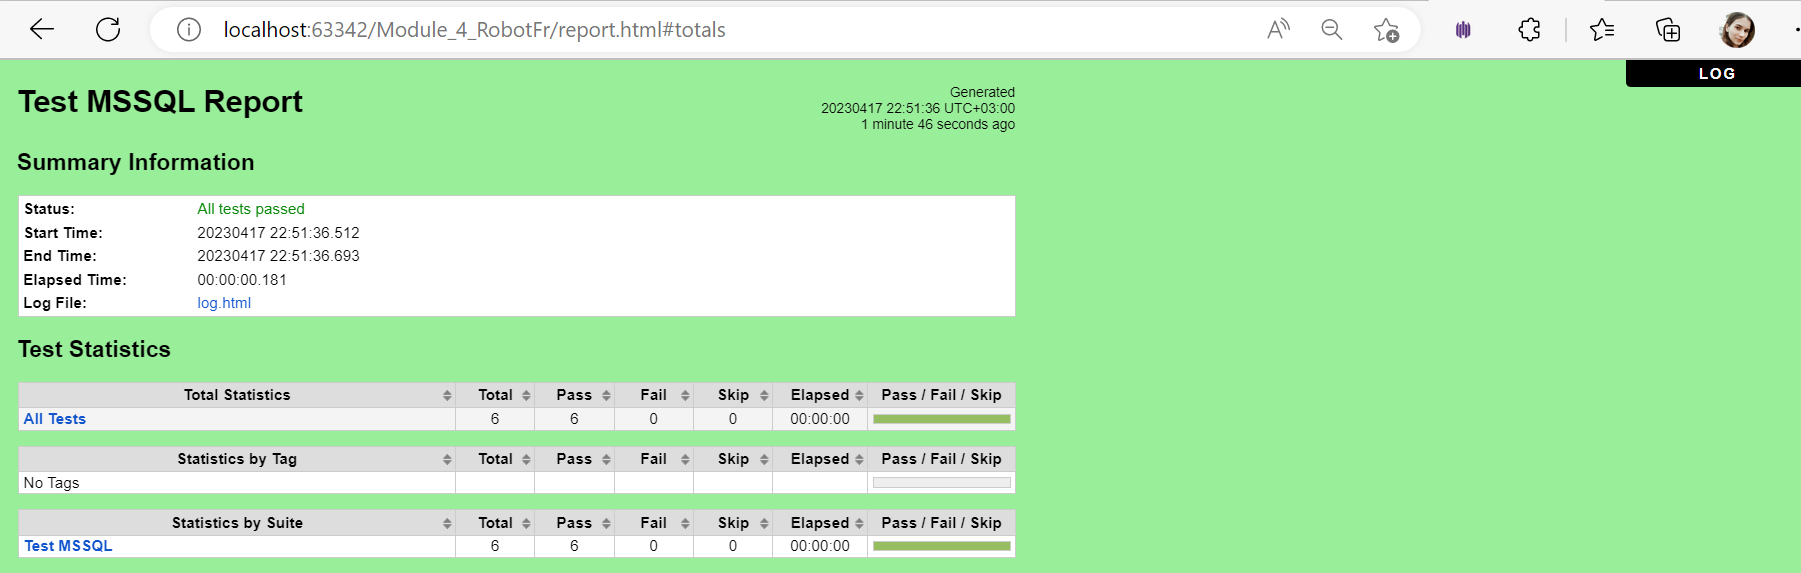 localhost:63342/Module_4_RobotFr/report.html#totals
LOG
Test MSSQL Report
Generated
20230417 22:51:36 UTC+03:00
1 minute 46 seconds ago
Summary Information
Status: All tests passed
Start Time: 20230417 22:51:36.512
End Time: 20230417 22:51:36.693
Elapsed Time: 00:00:00.181
Log File: log.html
Test Statistics
Total Statistics Total Pass Fail Skip Elapsed Pass / Fail / Skip
All Tests 6 6 0 0 00:00:00
Statistics by Tag Total Pass Fail Skip Elapsed Pass / Fail / Skip
No Tags
Statistics by Suite Total Pass Fail Skip Elapsed Pass / Fail / Skip
Test MSSQL 6 6 0 0 00:00:00